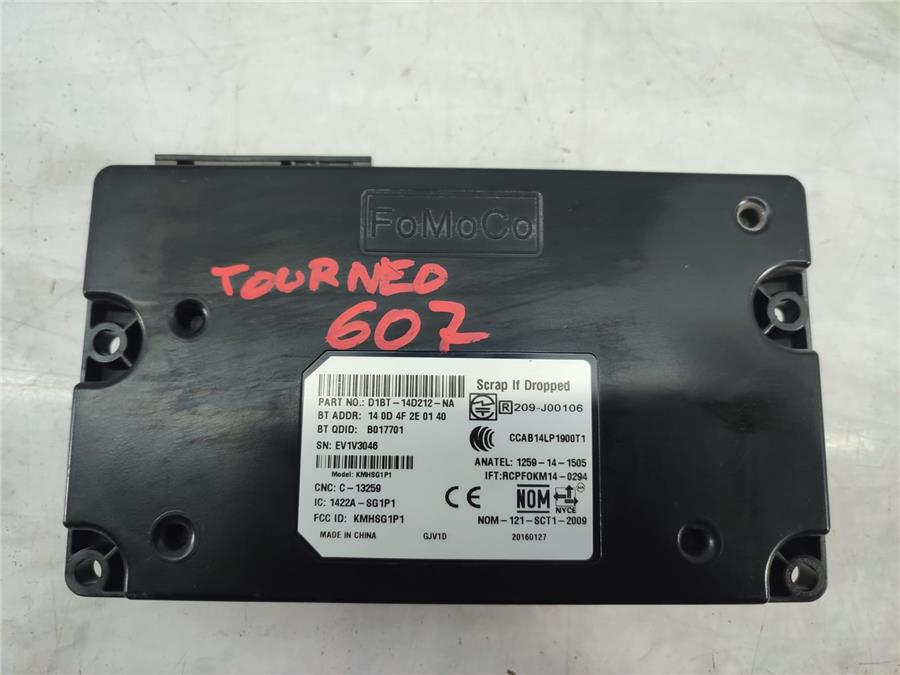 FoMoCo
TOURNEO
607
Scrap If Dropped
PART NO.: D1BT-14D212-NA
BT ADDR: 14 0D 4F 2E 01 40
R 209-J00106
BT QDID: B017701
CCAB14LP1900T1
SN: EV1V3046
ANATEL: 1259-14-1505
Model: KMHSG1P1
IFT:RCPFOKM14-0294
CNC: C-13259
IC: 1422A-SG1P1
CE
NOM
NYCE
FCC ID: KMHSG1P1
NOM-121-SCT1-2009
MADE IN CHINA
GJV1D
20160127